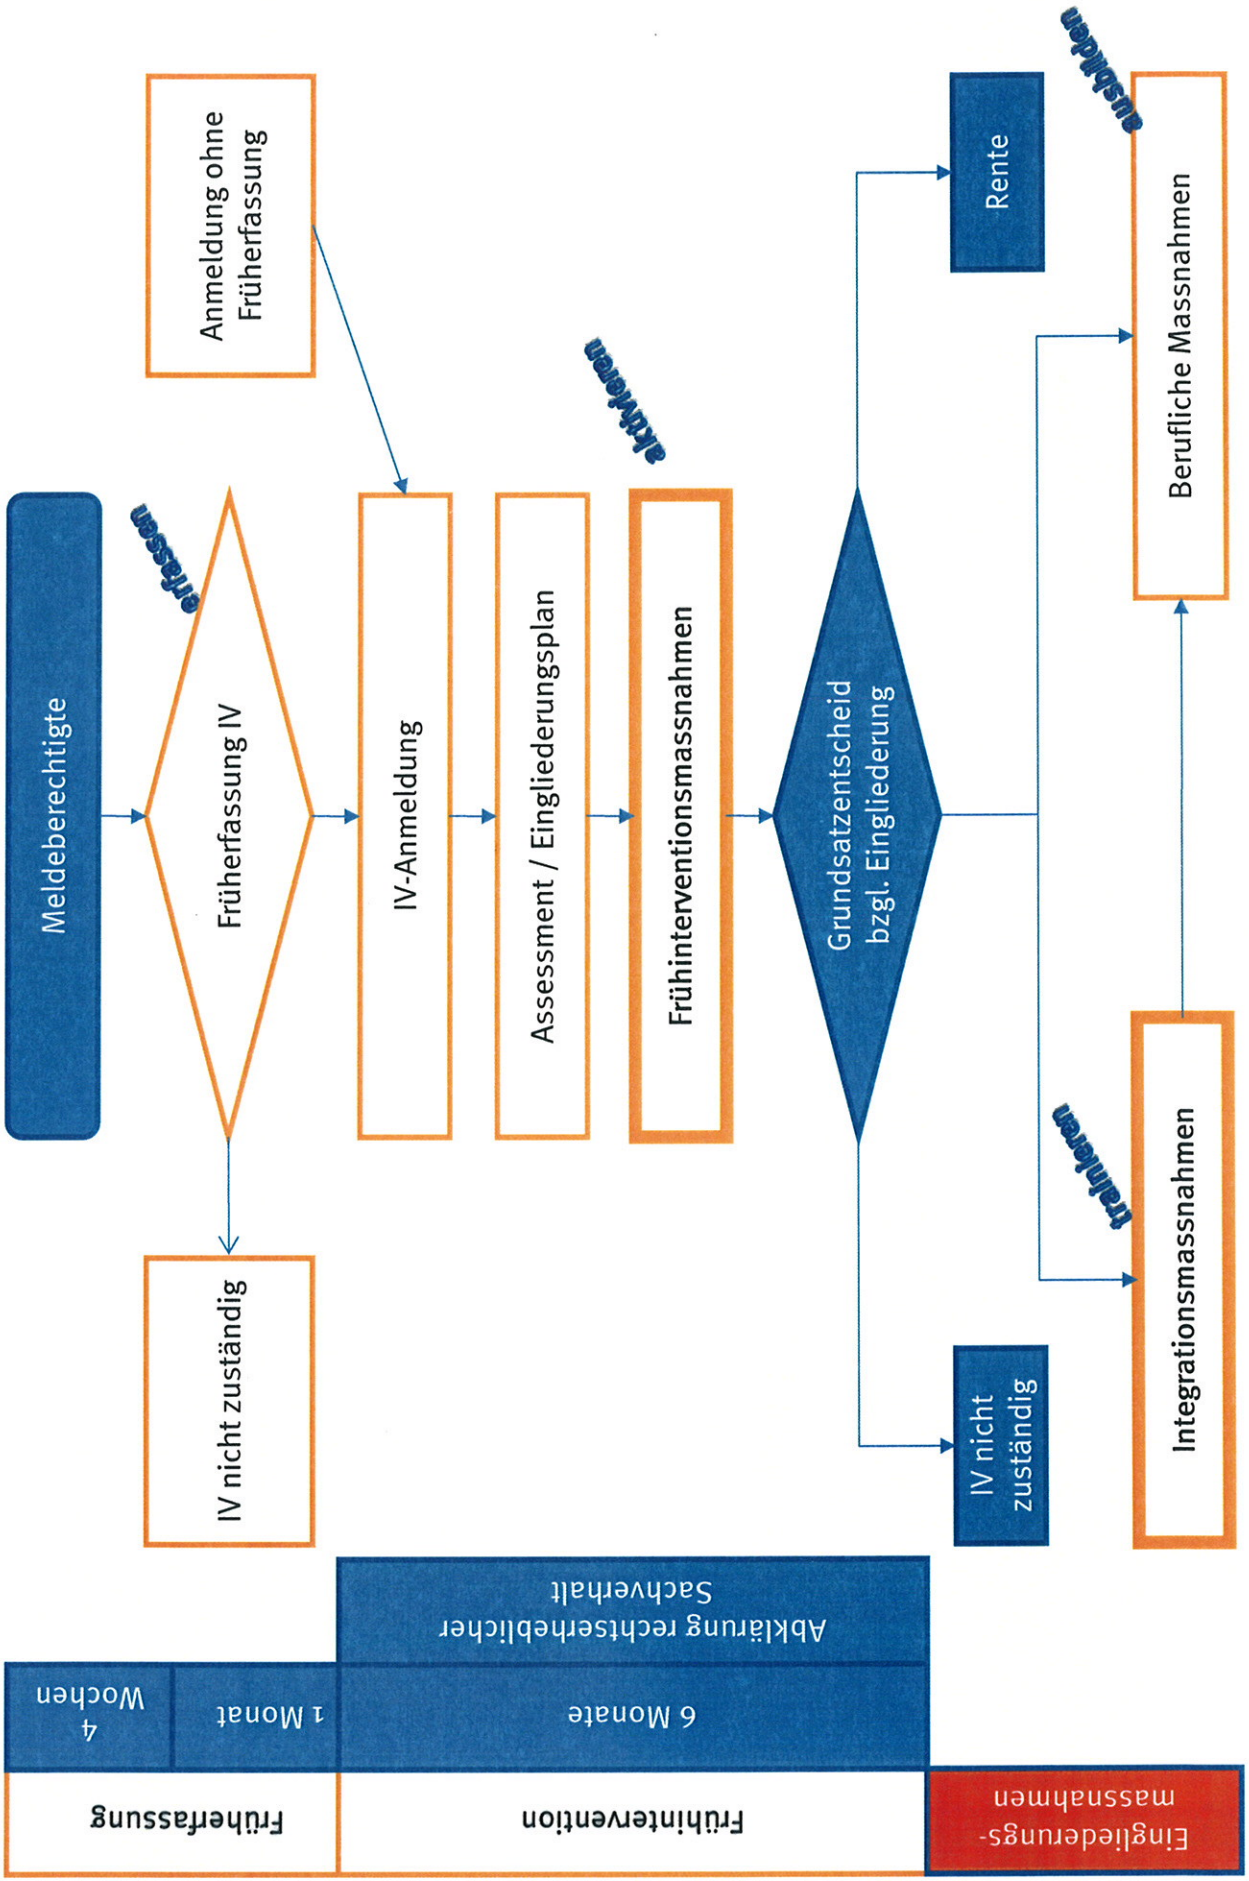 Meldeberechtigte
erfassen
Früherfassung IV
IV nicht zuständig
Anmeldung ohne
Früherfassung
IV-Anmeldung
Assessment / Eingliederungsplan
aktivieren
Frühinterventionsmassnahmen
Grundsatzentscheid
bzgl. Eingliederung
IV nicht
zuständig
Rente
trainieren
Integrationsmassnahmen
ausbilden
Berufliche Massnahmen
Früherfassung
4
Wochen
1 Monat
Frühintervention
6 Monate
Abklärung rechtserheblicher
Sachverhalt
Eingliederungs-
massnahmen